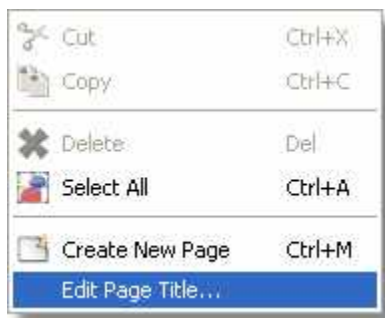 Cut Ctrl+X
Copy Ctrl+C
Delete Del
Select All Ctrl+A
Create New Page Ctrl+M
Edit Page Title...